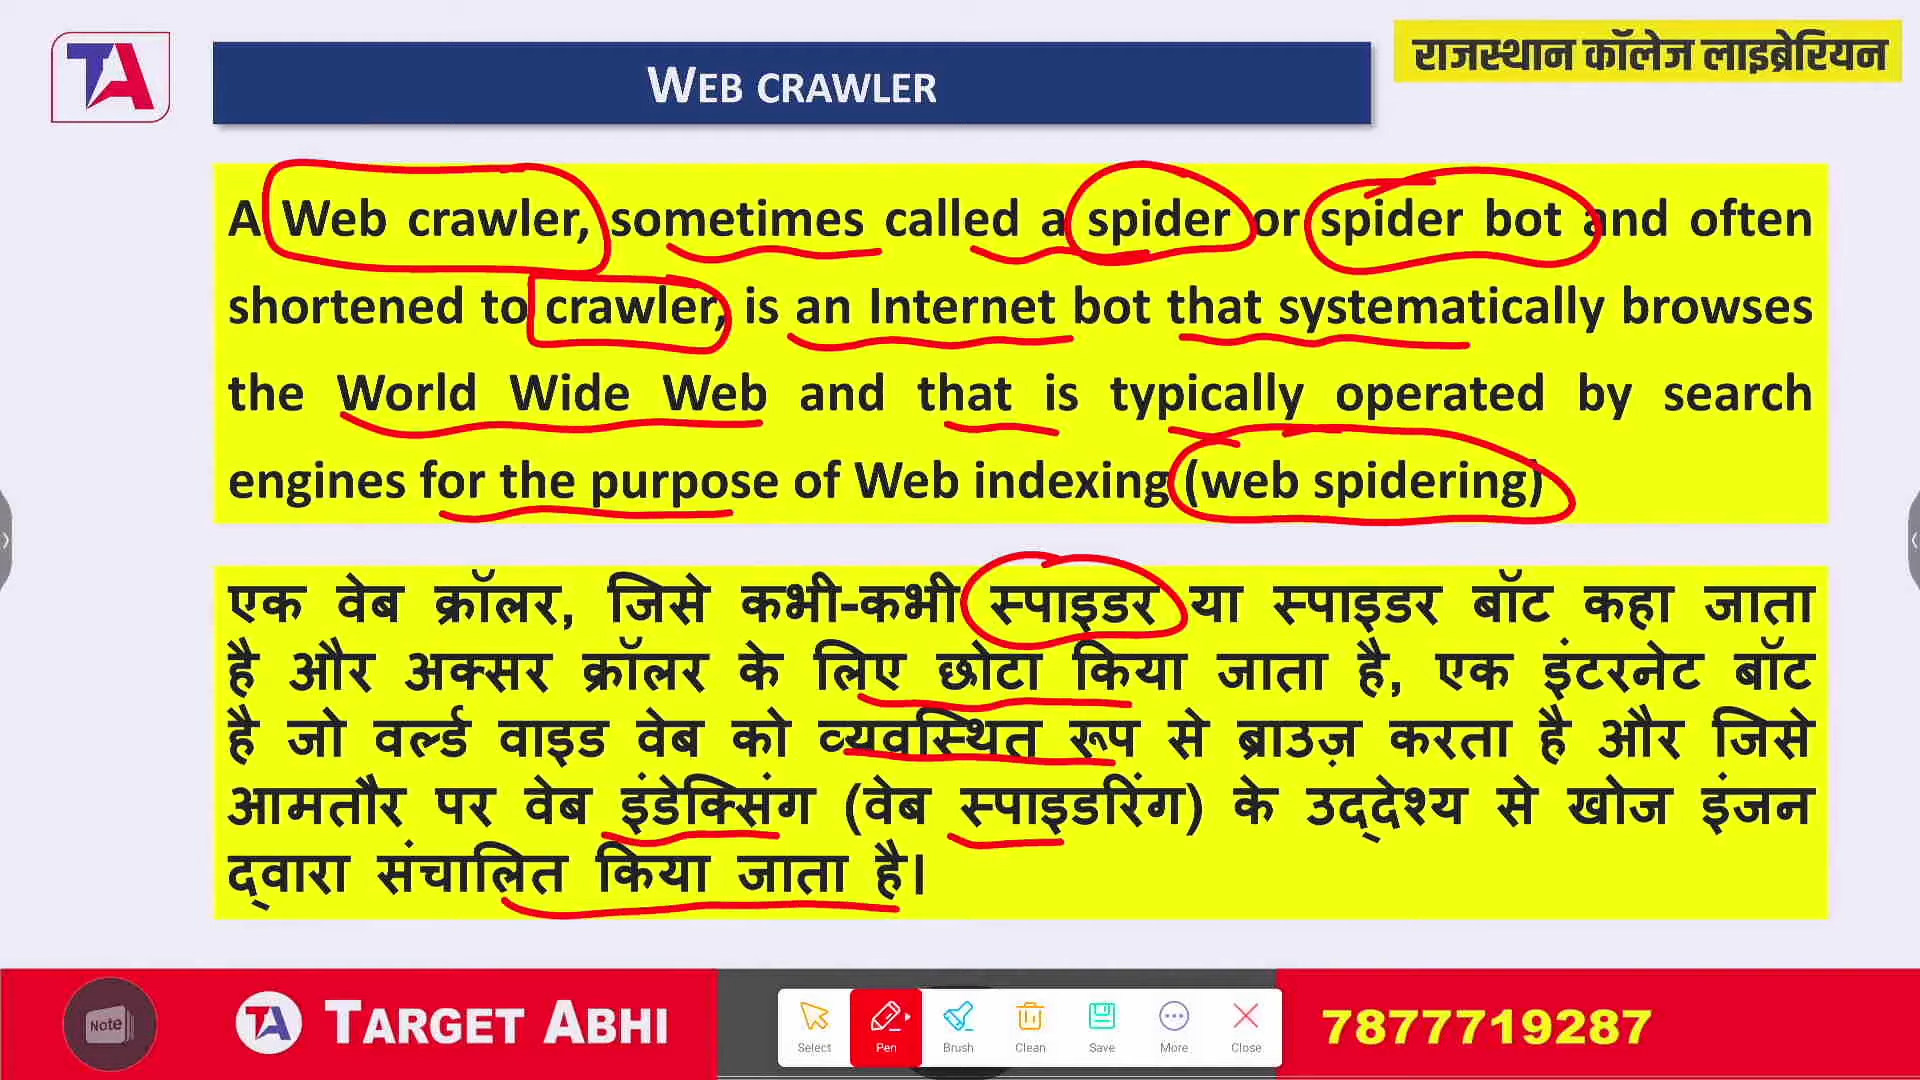 TA
WEB CRAWLER
राजस्थान कॉलेज लाइब्रेरियन
A Web crawler, sometimes called a spider or spider bot and often
shortened to crawler, is an Internet bot that systematically browses
the World Wide Web and that is typically operated by search
engines for the purpose of Web indexing (web spidering)
एक वेब क्रॉलर, जिसे कभी-कभी स्पाइडर या स्पाइडर बॉट कहा जाता
है और अक्सर क्रॉलर के लिए छोटा किया जाता है, एक इंटरनेट बॉट
है जो वर्ल्ड वाइड वेब को व्यवस्थित रूप से ब्राउज़ करता है और जिसे
आमतौर पर वेब इंडेक्सिंग (वेब स्पाइडरिंग) के उद्देश्य से खोज इंजन
द्वारा संचालित किया जाता है।
Note
TA TARGET ABHI
Select Pen Brush Clean Save More Close
7877719287